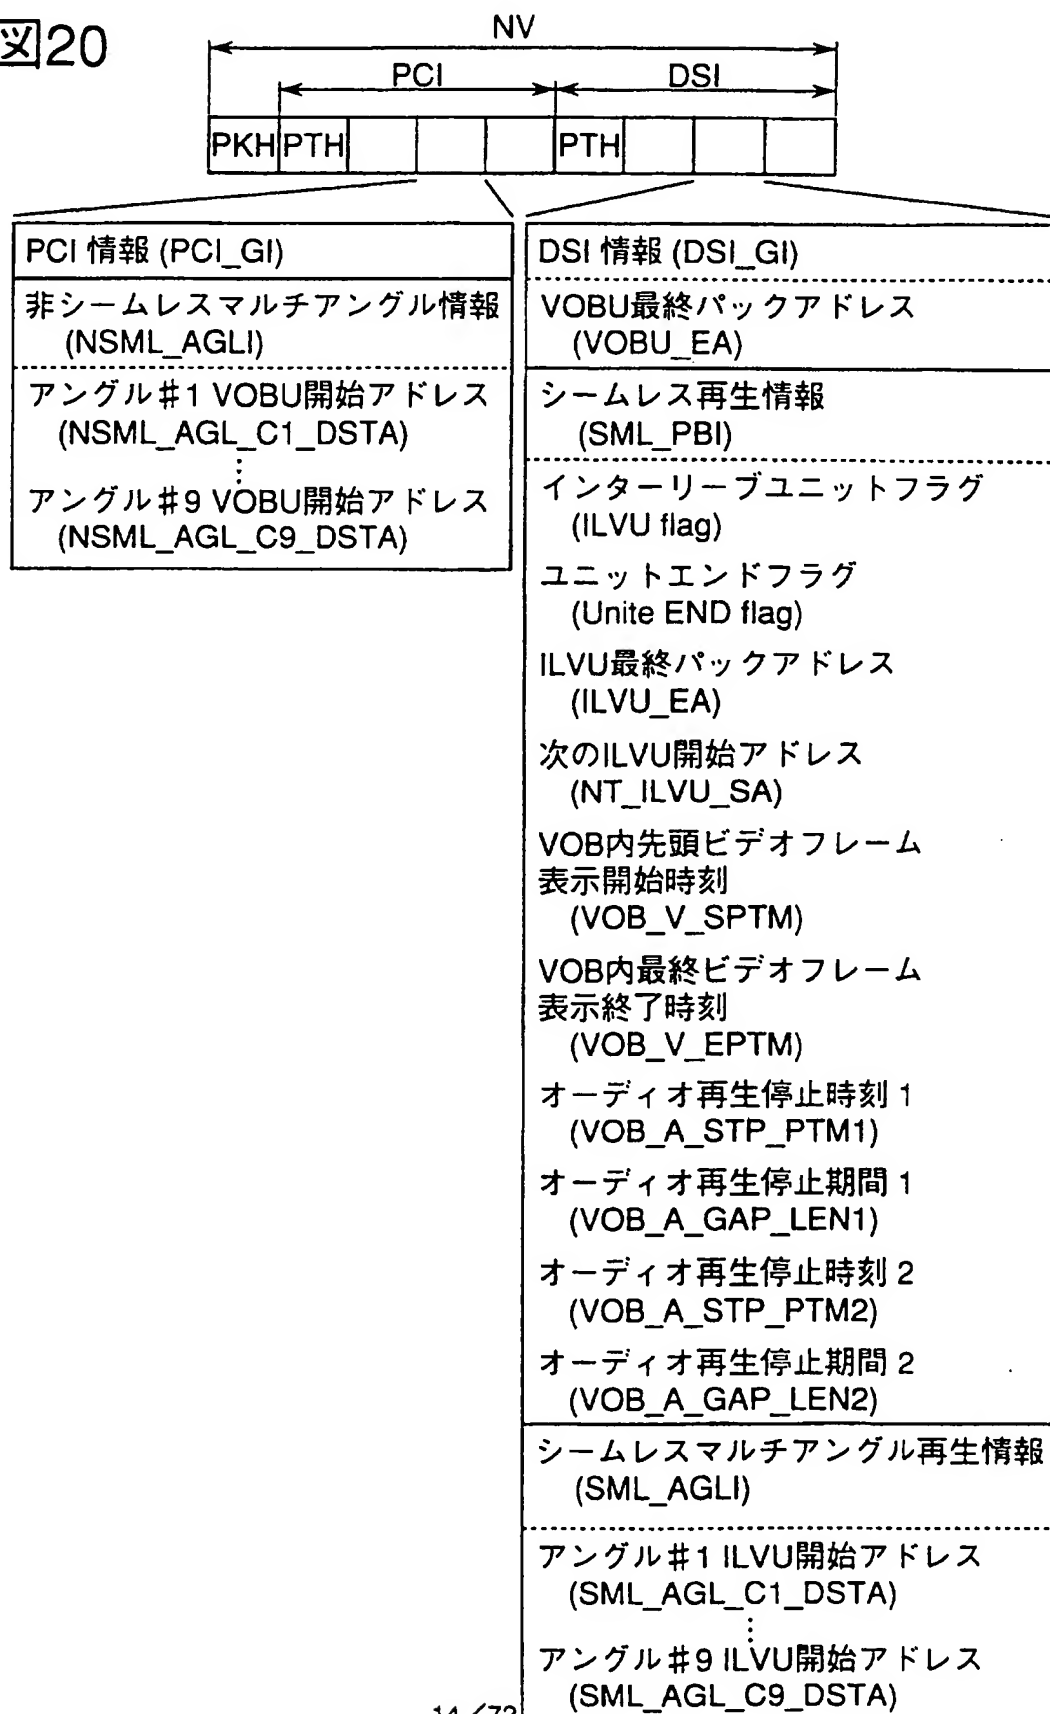 図20
NV
PCI DSI
PKH PTH PTH
PCI 情報 (PCI_GI)
非シームレスマルチアングル情報
(NSML_AGLI)
アングル#1 VOBU開始アドレス
(NSML_AGL_C1_DSTA)
⋮
アングル#9 VOBU開始アドレス
(NSML_AGL_C9_DSTA)
DSI 情報 (DSI_GI)
VOBU最終パックアドレス
(VOBU_EA)
シームレス再生情報
(SML_PBI)
インターリーブユニットフラグ
(ILVU flag)
ユニットエンドフラグ
(Unite END flag)
ILVU最終パックアドレス
(ILVU_EA)
次のILVU開始アドレス
(NT_ILVU_SA)
VOB内先頭ビデオフレーム
表示開始時刻
(VOB_V_SPTM)
VOB内最終ビデオフレーム
表示終了時刻
(VOB_V_EPTM)
オーディオ再生停止時刻 1
(VOB_A_STP_PTM1)
オーディオ再生停止期間 1
(VOB_A_GAP_LEN1)
オーディオ再生停止時刻 2
(VOB_A_STP_PTM2)
オーディオ再生停止期間 2
(VOB_A_GAP_LEN2)
シームレスマルチアングル再生情報
(SML_AGLI)
アングル#1 ILVU開始アドレス
(SML_AGL_C1_DSTA)
⋮
アングル#9 ILVU開始アドレス
(SML_AGL_C9_DSTA)